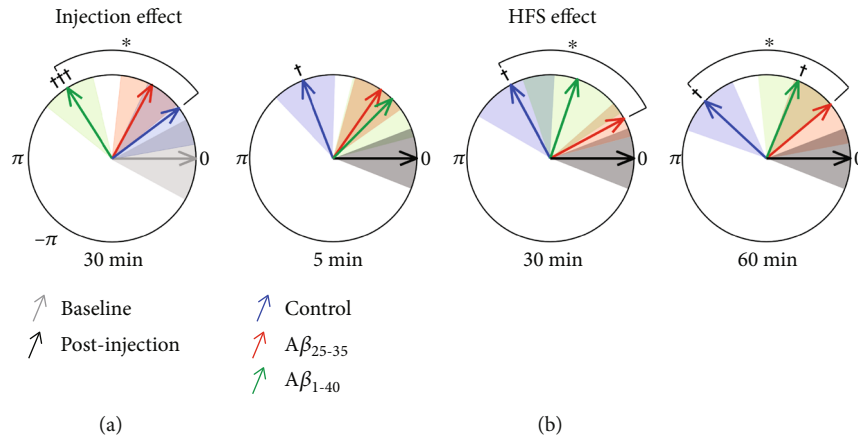 Injection effect
HFS effect
*
*
*
†††
†
†
†
†
π
0
π
0
π
0
π
0
−π
30 min
5 min
30 min
60 min
Baseline
Control
Post-injection
Aβ25-35
Aβ1-40
(a)
(b)